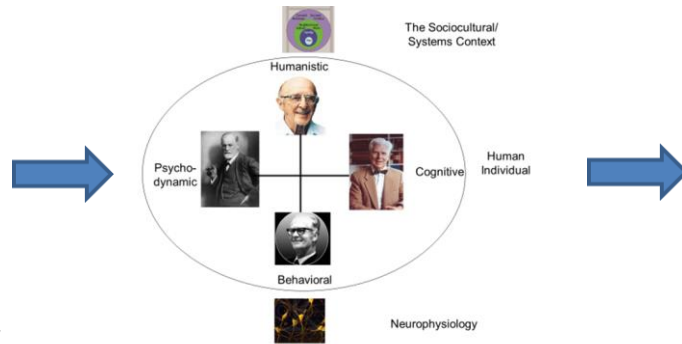 The Sociocultural/
Systems Context
Humanistic
Psycho-
dynamic
Cognitive
Human
Individual
Behavioral
Neurophysiology